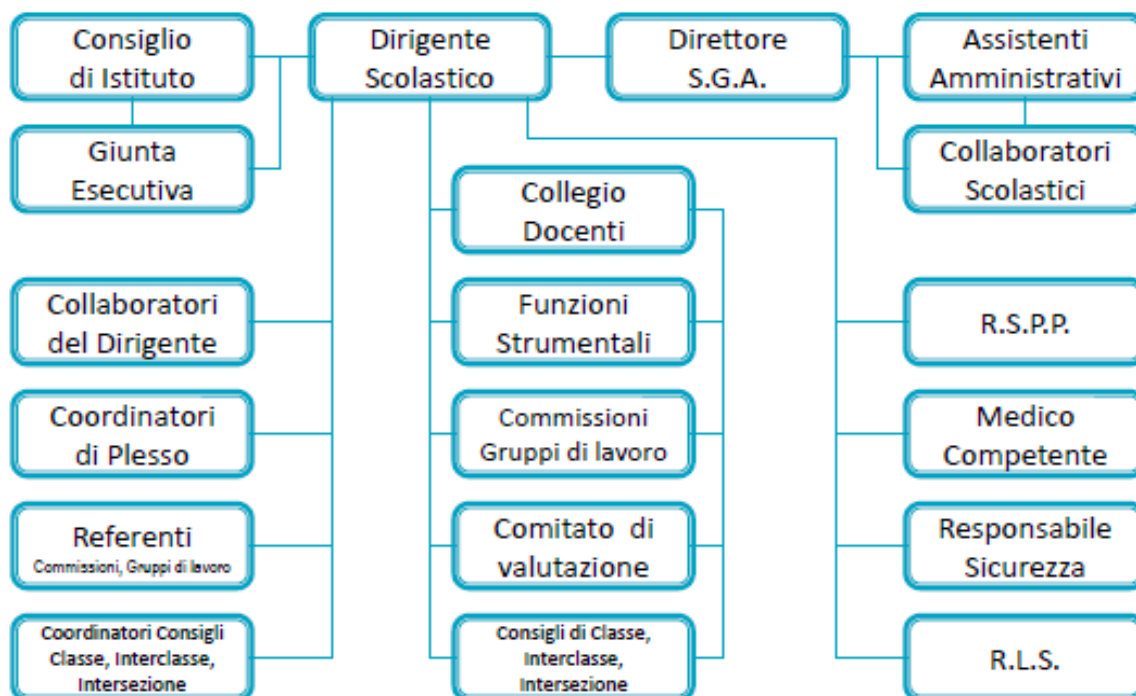 Consiglio
di Istituto
Dirigente
Scolastico
Direttore
S.G.A.
Assistenti
Amministrativi
Giunta
Esecutiva
Collaboratori
Scolastici
Collegio
Docenti
Collaboratori
del Dirigente
Funzioni
Strumentali
R.S.P.P.
Coordinatori
di Plesso
Commissioni
Gruppi di lavoro
Medico
Competente
Referenti
Commissioni, Gruppi di lavoro
Comitato di
valutazione
Responsabile
Sicurezza
Coordinatori Consigli
Classe, Interclasse,
Intersezione
Consigli di Classe,
Interclasse,
Intersezione
R.L.S.